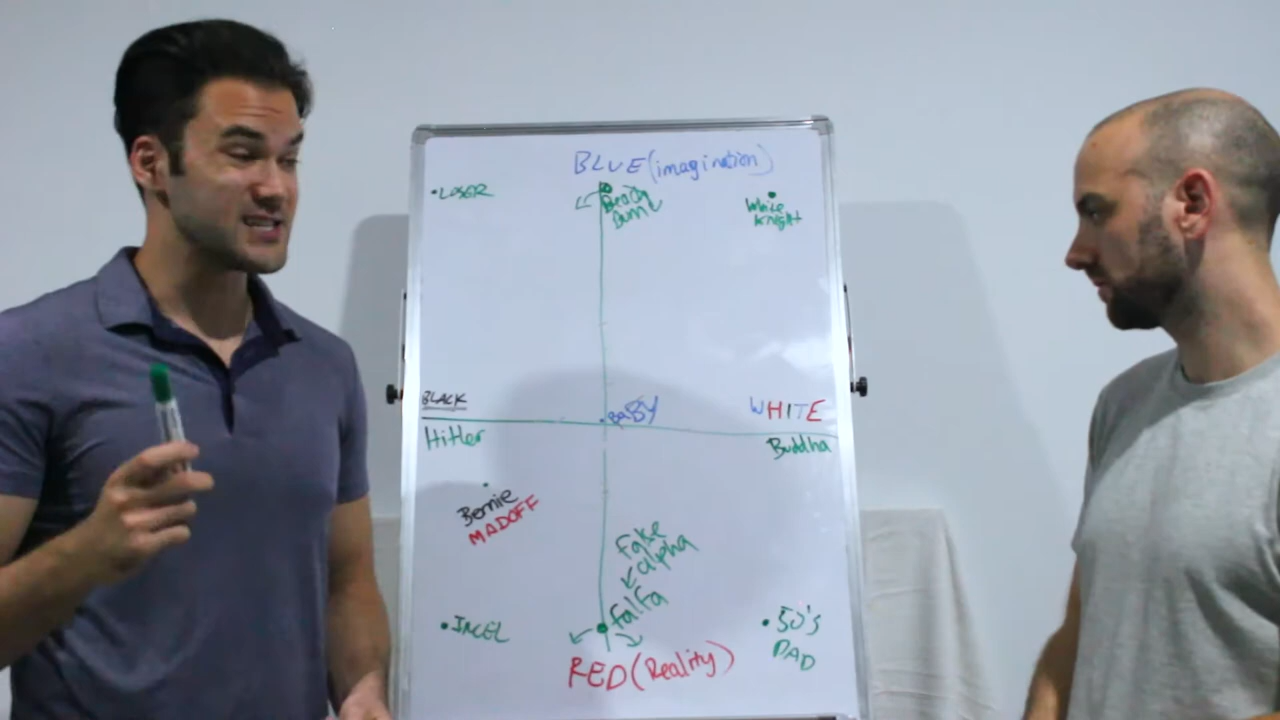 BLUE (imagination)
• LOSER
Beach
Bum
White
Knight
BLACK
BABY
WHITE
Hitler
Buddha
Bernie
MADOFF
Fake
alpha
Falfa
• INCEL
• 50's
DAD
RED (Reality)